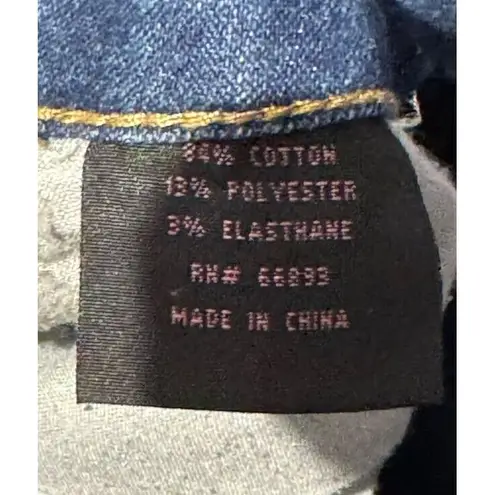 84% COTTON
13% POLYESTER
3% ELASTHANE
RN# 66893
MADE IN CHINA